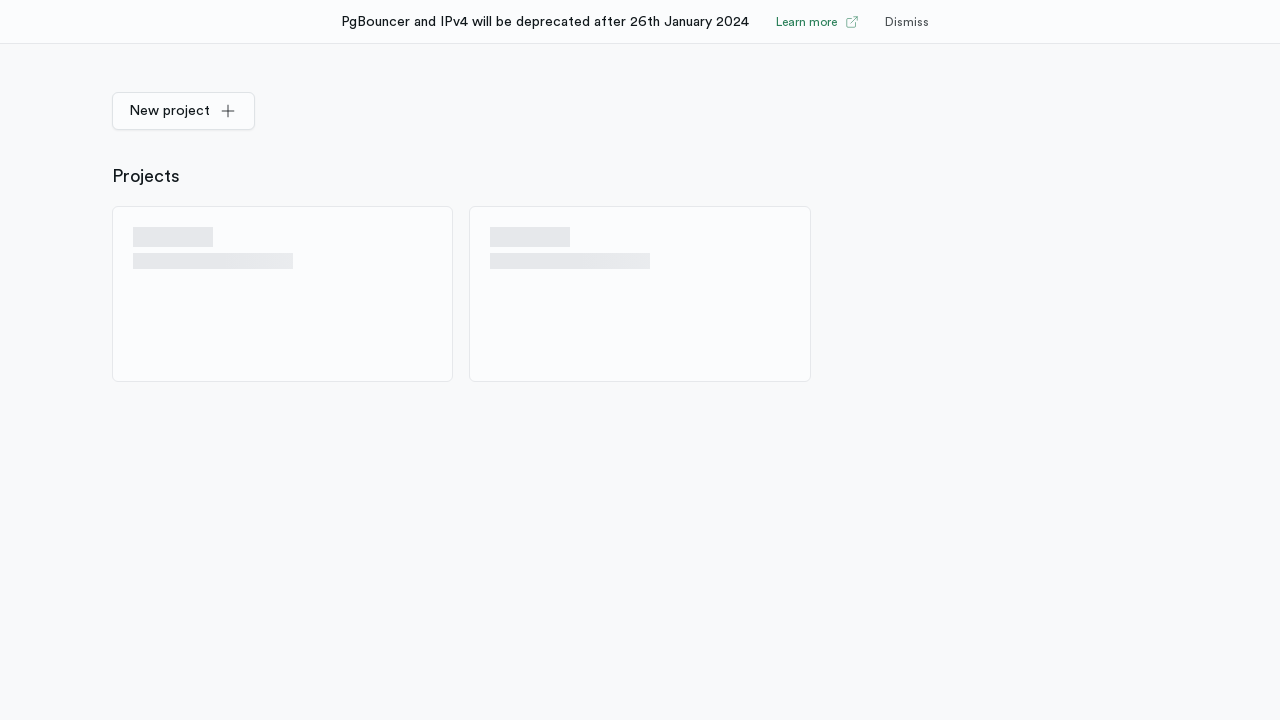 PgBouncer and IPv4 will be deprecated after 26th January 2024 Learn more Dismiss
New project
Projects